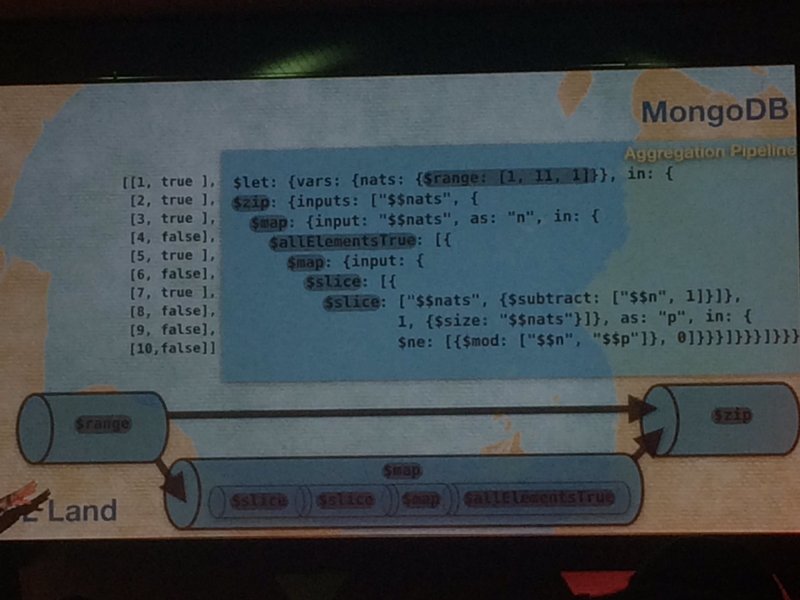 MongoDB
Aggregation Pipeline
[[1, true ],
[2, true ],
[3, true ],
[4, false],
[5, true ],
[6, false],
[7, true ],
[8, false],
[9, false],
[10,false]]
$let: {vars: {nats: {$range: [1, 11, 1]}}, in: {
$zip: {inputs: ["$$nats", {
$map: {input: "$$nats", as: "n", in: {
$allElementsTrue: [{
$map: {input: {
$slice: [{
$slice: ["$$nats", {$subtract: ["$$n", 1]}]},
1, {$size: "$$nats"}]}, as: "p", in: {
$ne: [{$mod: ["$$n", "$$p"]}, 0]}}}]}}}]}}}
$range
$zip
$map
$slice
$slice
$map
$allElementsTrue
Land